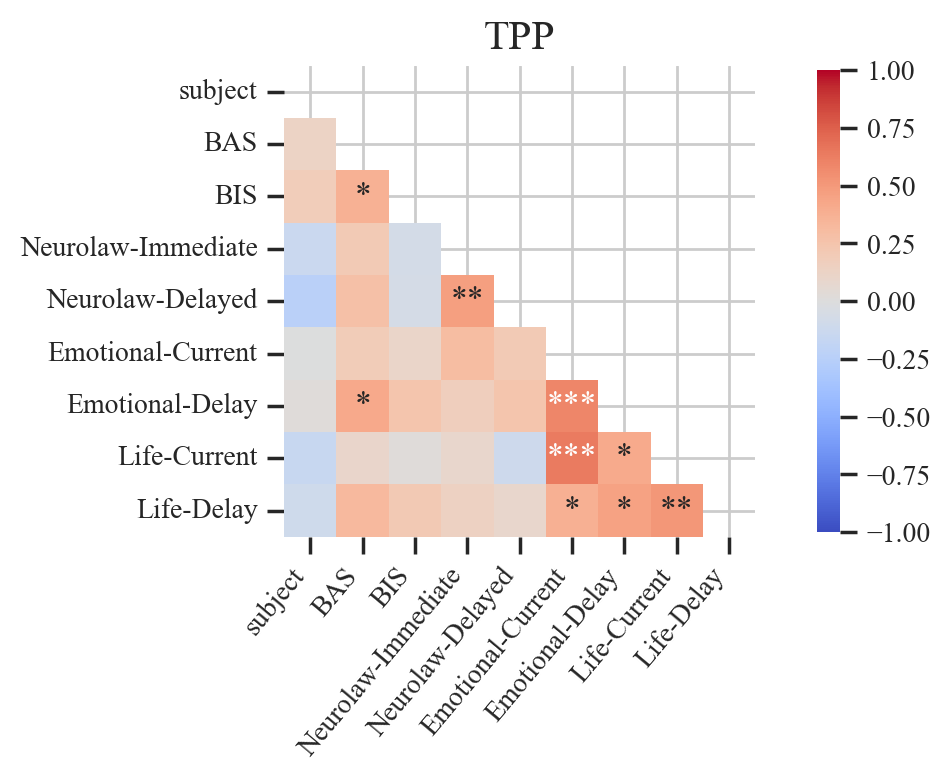 TPP
subject
BAS
BIS *
Neurolaw-Immediate
Neurolaw-Delayed **
Emotional-Current
Emotional-Delay * ***
Life-Current *** *
Life-Delay * * **
subject
BAS
BIS
Neurolaw-Immediate
Neurolaw-Delayed
Emotional-Current
Emotional-Delay
Life-Current
Life-Delay
1.00
0.75
0.50
0.25
0.00
−0.25
−0.50
−0.75
−1.00